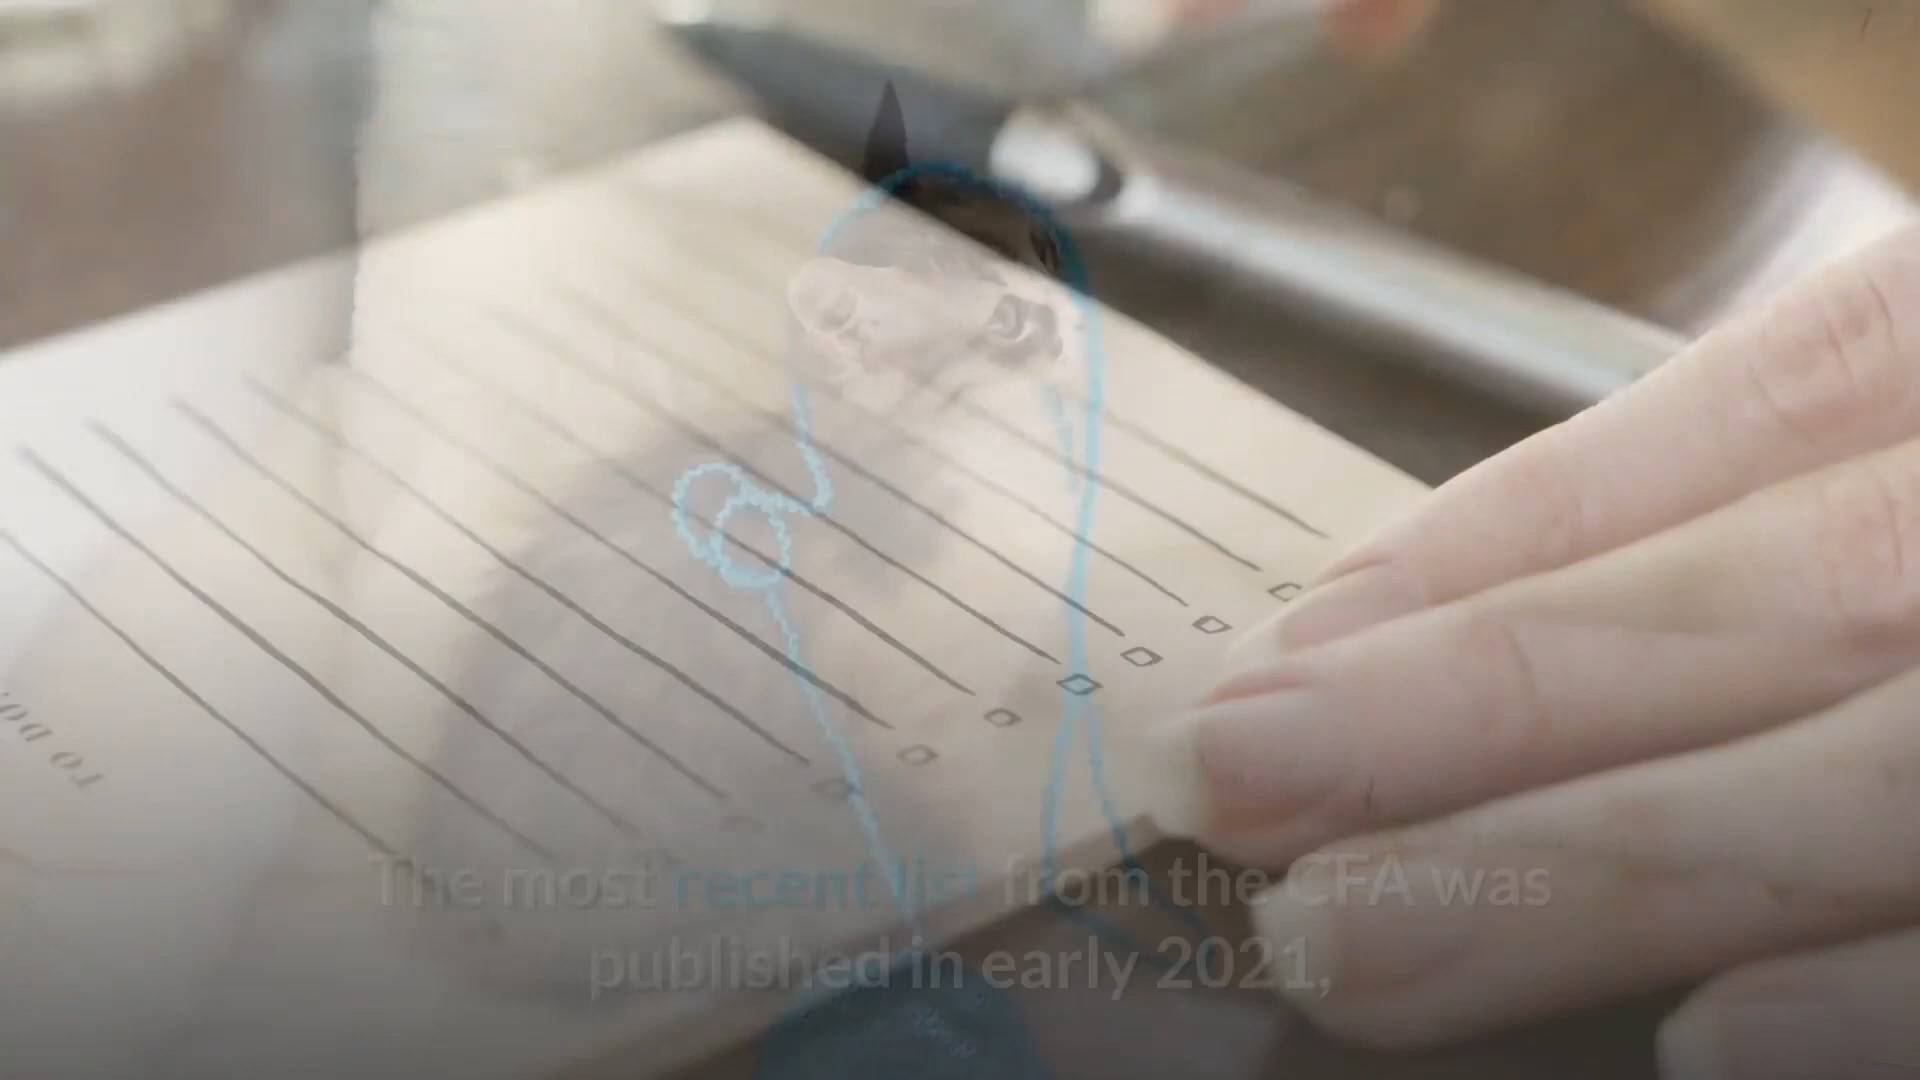 The most recent list from the CFA was
published in early 2021,